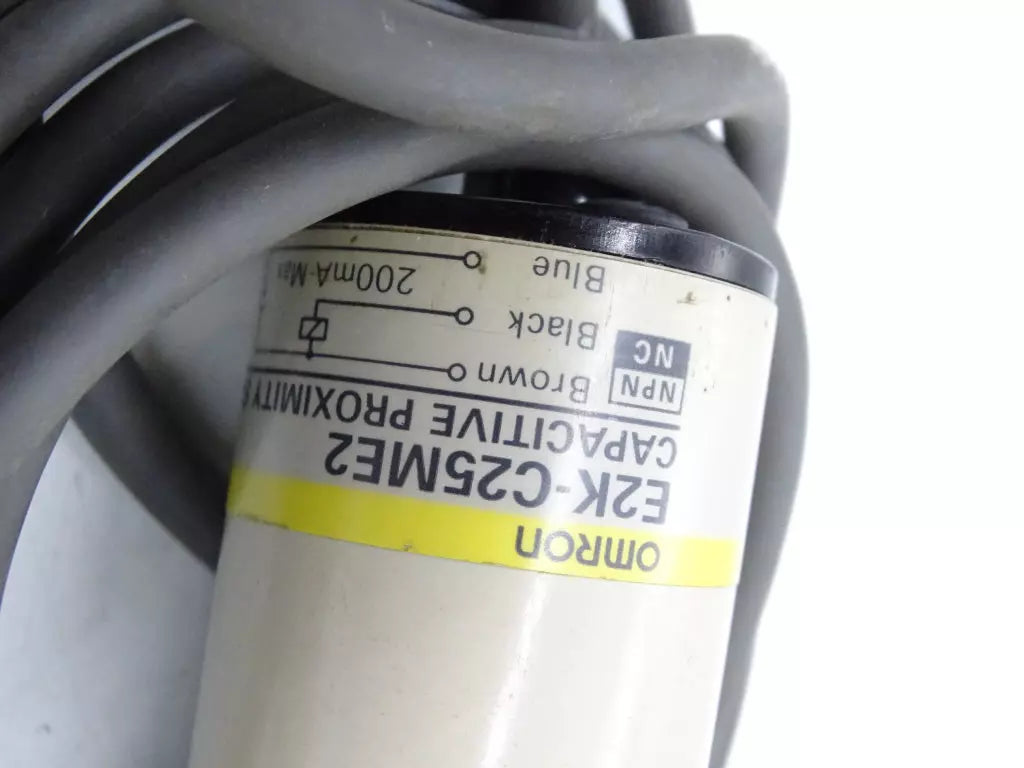 OMRON
E2K-C25ME2
CAPACITIVE PROXIMITY
NPN
NC
Brown
Black
200mA
Blue